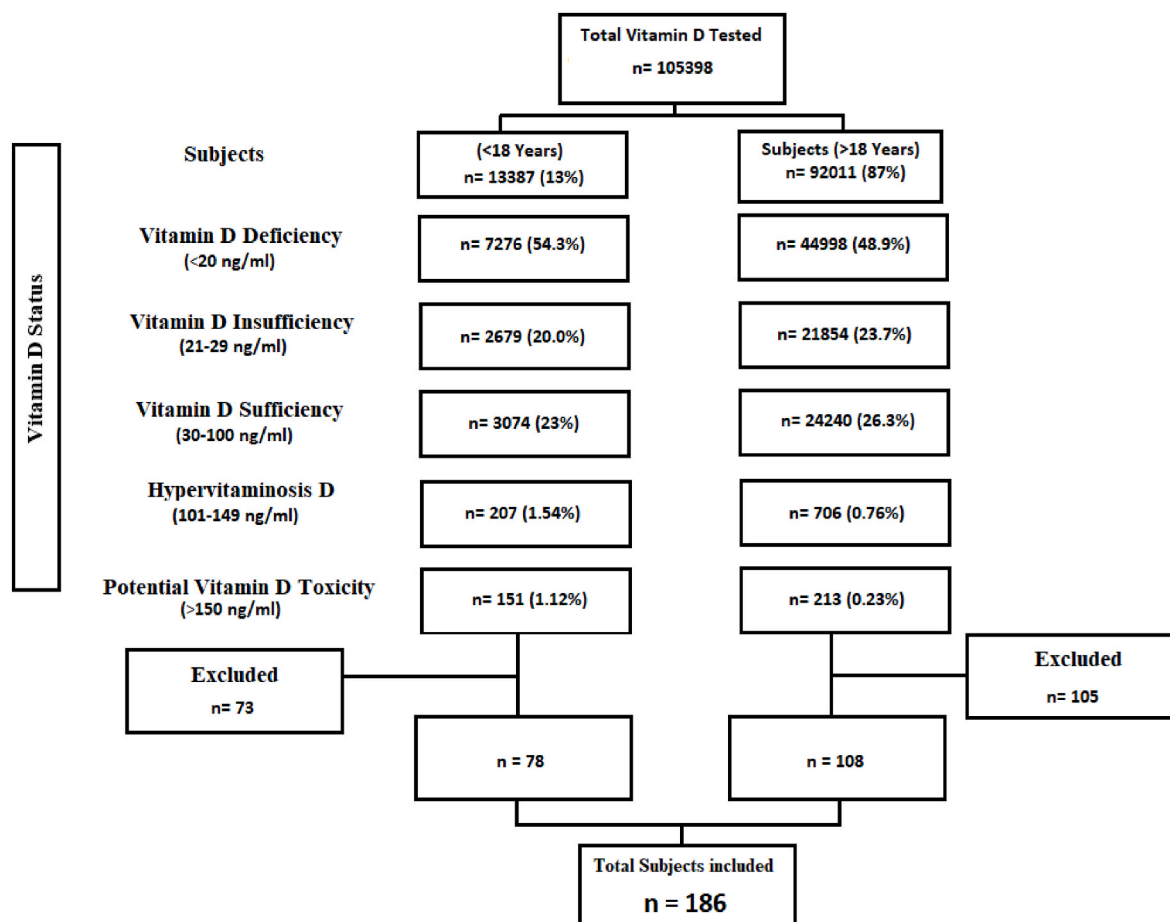 Total Vitamin D Tested
n= 105398
Vitamin D Status
Subjects
(<18 Years)
n= 13387 (13%)
Subjects (>18 Years)
n= 92011 (87%)
Vitamin D Deficiency
(<20 ng/ml)
n= 7276 (54.3%)
n= 44998 (48.9%)
Vitamin D Insufficiency
(21-29 ng/ml)
n= 2679 (20.0%)
n= 21854 (23.7%)
Vitamin D Sufficiency
(30-100 ng/ml)
n= 3074 (23%)
n= 24240 (26.3%)
Hypervitaminosis D
(101-149 ng/ml)
n= 207 (1.54%)
n= 706 (0.76%)
Potential Vitamin D Toxicity
(>150 ng/ml)
n= 151 (1.12%)
n= 213 (0.23%)
Excluded
n= 73
Excluded
n= 105
n = 78
n = 108
Total Subjects included
n = 186